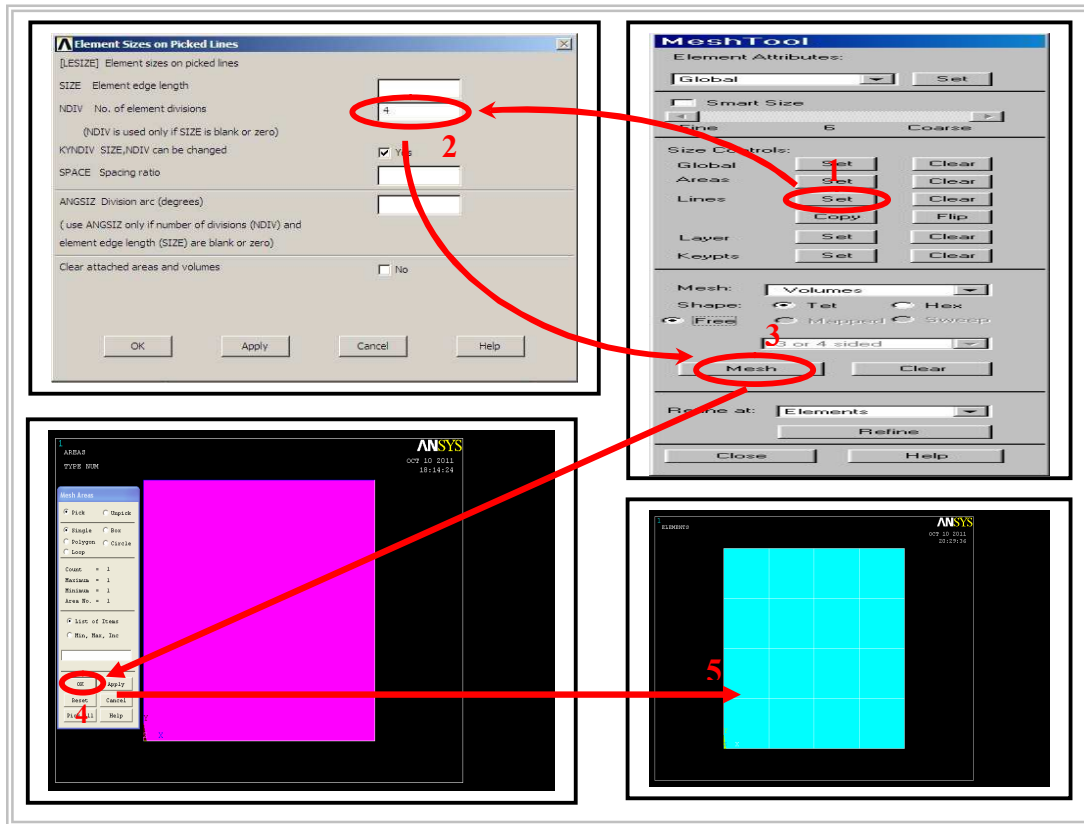 Element Sizes on Picked Lines
[LESIZE] Element sizes on picked lines
SIZE Element edge length
NDIV No. of element divisions
4
(NDIV is used only if SIZE is blank or zero)
KYNDIV SIZE,NDIV can be changed
Yes
2
SPACE Spacing ratio
ANGSIZ Division arc (degrees)
( use ANGSIZ only if number of divisions (NDIV) and
element edge length (SIZE) are blank or zero)
Clear attached areas and volumes
No
OK Apply Cancel Help
MeshTool
Element Attributes:
Global Set
Smart Size
Fine 6 Coarse
Size Controls:
Global Set Clear
1
Areas Set Clear
Lines Set Clear
Copy Flip
Layer Set Clear
Keypts Set Clear
Mesh: Volumes
Shape: Tet Hex
Free Mapped Sweep
3 or 4 sided
3
Mesh Clear
Refine at: Elements
Refine
Close Help
1
AREAS
TYPE NUM
ANSYS
OCT 10 2011
18:14:24
Mesh Areas
Pick Unpick
Single Box
Polygon Circle
Loop
Count = 1
Maximum = 1
Minimum = 1
Area No. = 1
List of Items
Min, Max, Inc
OK Apply
Reset Cancel
Pick All Help
4
Y
X
1
ELEMENTS
ANSYS
OCT 10 2011
20:29:36
5